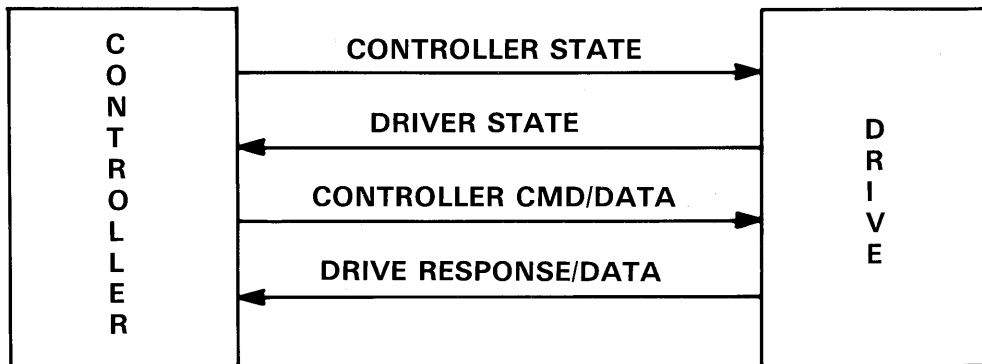 CONTROLLER
CONTROLLER STATE
DRIVER STATE
CONTROLLER CMD/DATA
DRIVE RESPONSE/DATA
DRIVE